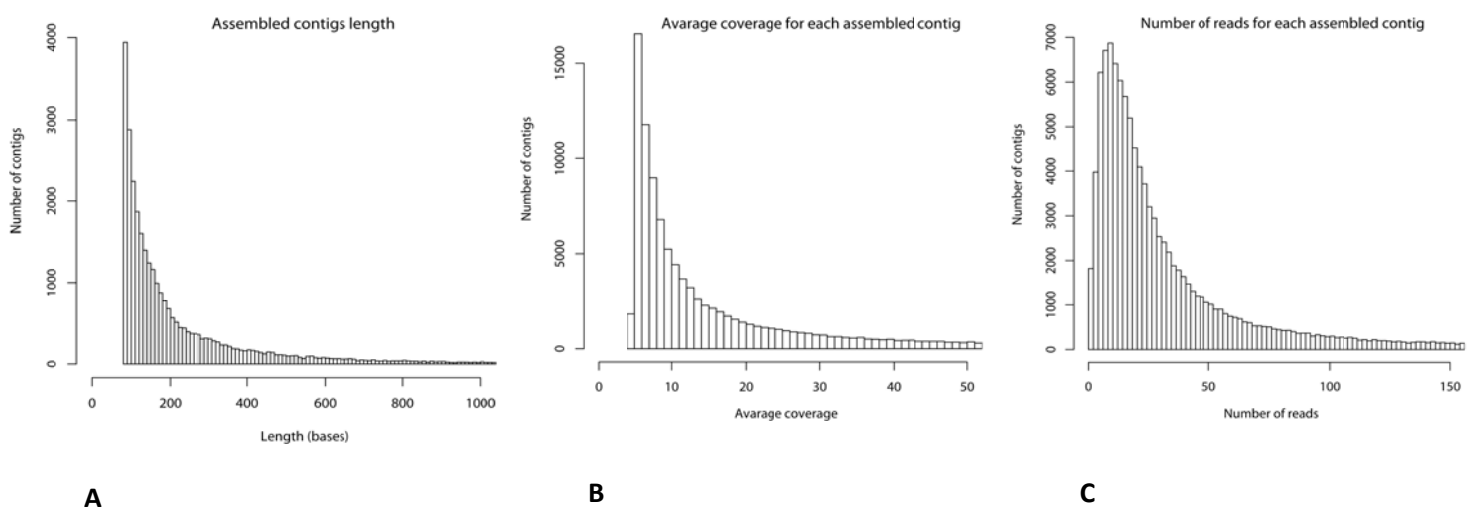 Assembled contigs length
Number of contigs
4000
3000
2000
1000
0
0 200 400 600 800 1000
Length (bases)
A
Avarage coverage for each assembled contig
Number of contigs
15000
10000
5000
0
0 10 20 30 40 50
Avarage coverage
B
Number of reads for each assembled contig
Number of contigs
7000
6000
5000
4000
3000
2000
1000
0
0 50 100 150
Number of reads
C